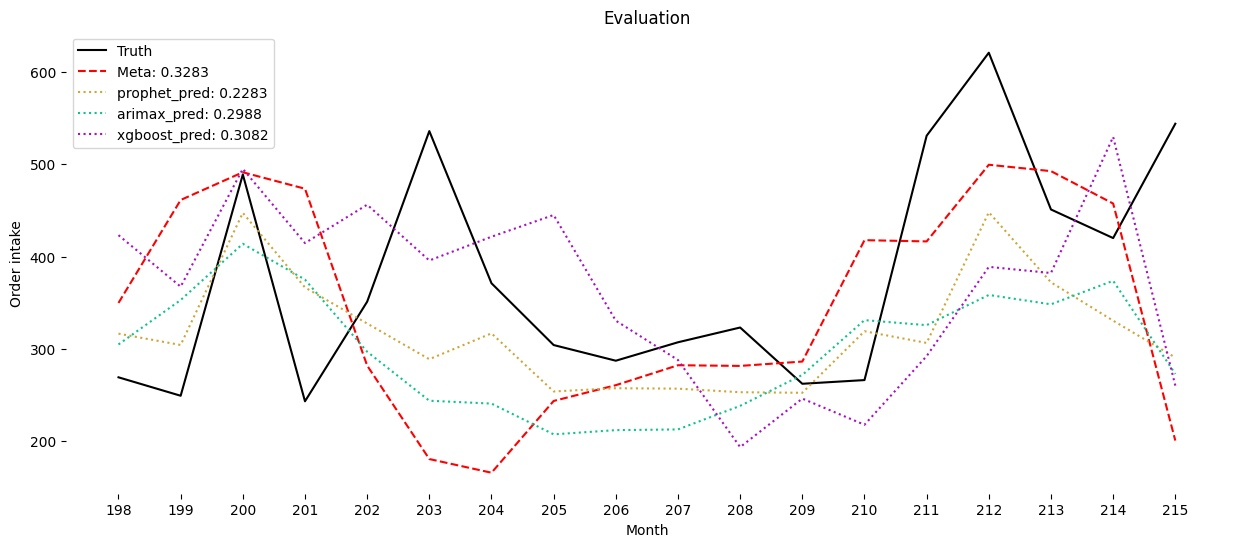 Evaluation
Truth
Meta: 0.3283
prophet_pred: 0.2283
arimax_pred: 0.2988
xgboost_pred: 0.3082
600
500
400
300
200
Order intake
198 199 200 201 202 203 204 205 206 207 208 209 210 211 212 213 214 215
Month